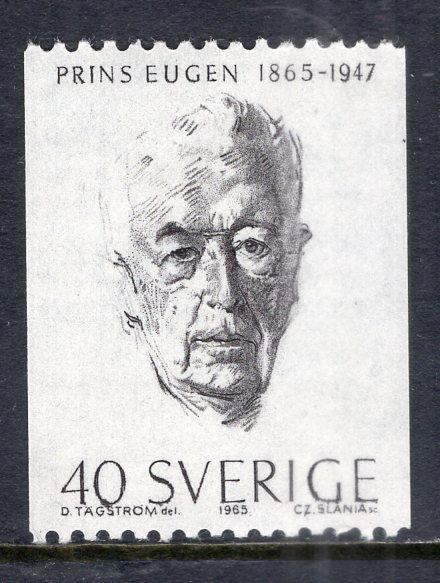 PRINS EUGEN 1865-1947
40 SVERIGE
D. TÄGSTRÖM del. 1965 CZ. SLANIA sc.